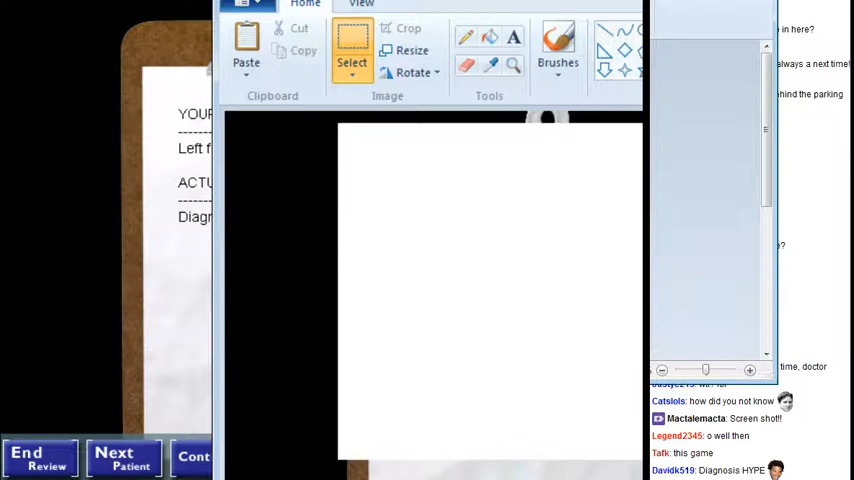 Home View
Cut
Copy
Paste
Clipboard
Crop
Resize
Rotate
Select
Image
Tools
Brushes
YOUR
Left f
ACTU
Diagn
End
Review
Next
Patient
Cont
e in here?
always a next time!
ehind the parking
e?
time, doctor
Catslols: how did you not know
Mactalemacta: Screen shot!!
Legend2345: o well then
Tafk: this game
Davidk519: Diagnosis HYPE